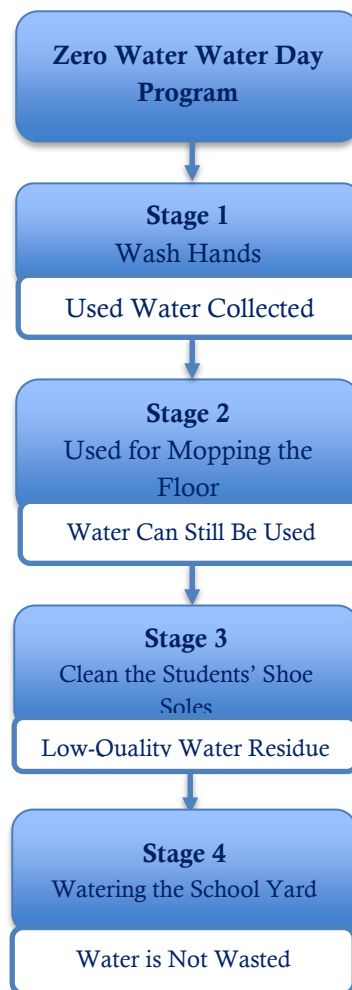 Zero Water Water Day
Program
Stage 1
Wash Hands
Used Water Collected
Stage 2
Used for Mopping the
Floor
Water Can Still Be Used
Stage 3
Clean the Students’ Shoe
Soles
Low-Quality Water Residue
Stage 4
Watering the School Yard
Water is Not Wasted